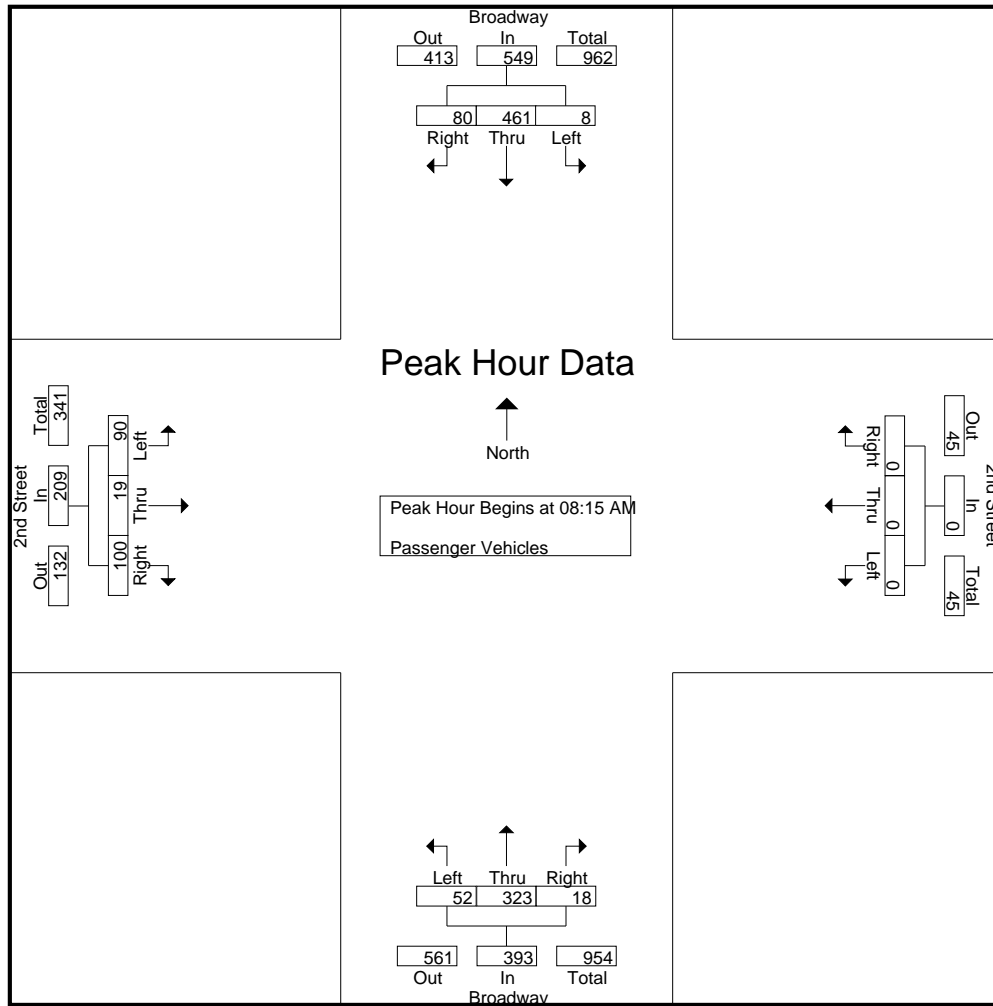 Broadway
Out In Total
413 549 962
80 461 8
Right Thru Left
Peak Hour Data
North
Peak Hour Begins at 08:15 AM
Passenger Vehicles
2nd Street
Total In Out
341 209 132
90 19 100
Left Thru Right
Right Thru Left
0 0 0
Out In Total
45 0 45
2nd Street
Left Thru Right
52 323 18
561 393 954
Out In Total
Broadway